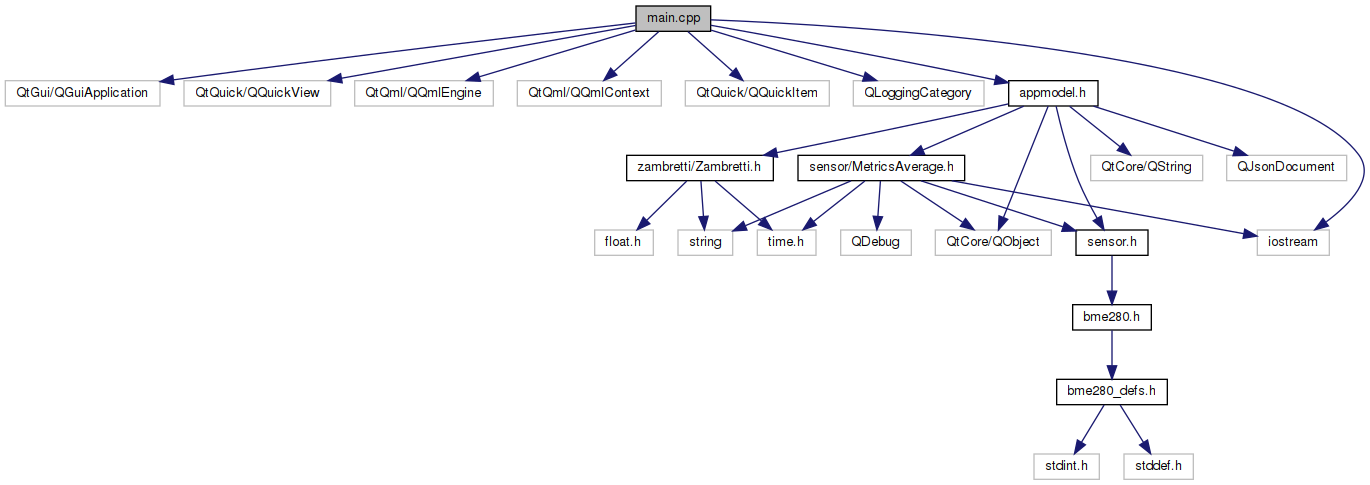 main.cpp
QtGui/QGuiApplication
QtQuick/QQuickView
QtQml/QQmlEngine
QtQml/QQmlContext
QtQuick/QQuickItem
QLoggingCategory
appmodel.h
zambretti/Zambretti.h
sensor/MetricsAverage.h
QtCore/QString
QJsonDocument
float.h
string
time.h
QDebug
QtCore/QObject
sensor.h
iostream
bme280.h
bme280_defs.h
stdint.h
stddef.h